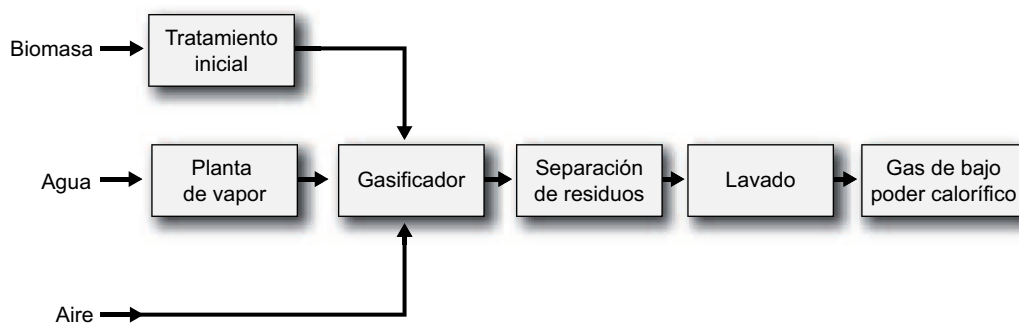 Biomasa
Tratamiento
inicial
Agua
Planta
de vapor
Gasificador
Separación
de residuos
Lavado
Gas de bajo
poder calorífico
Aire